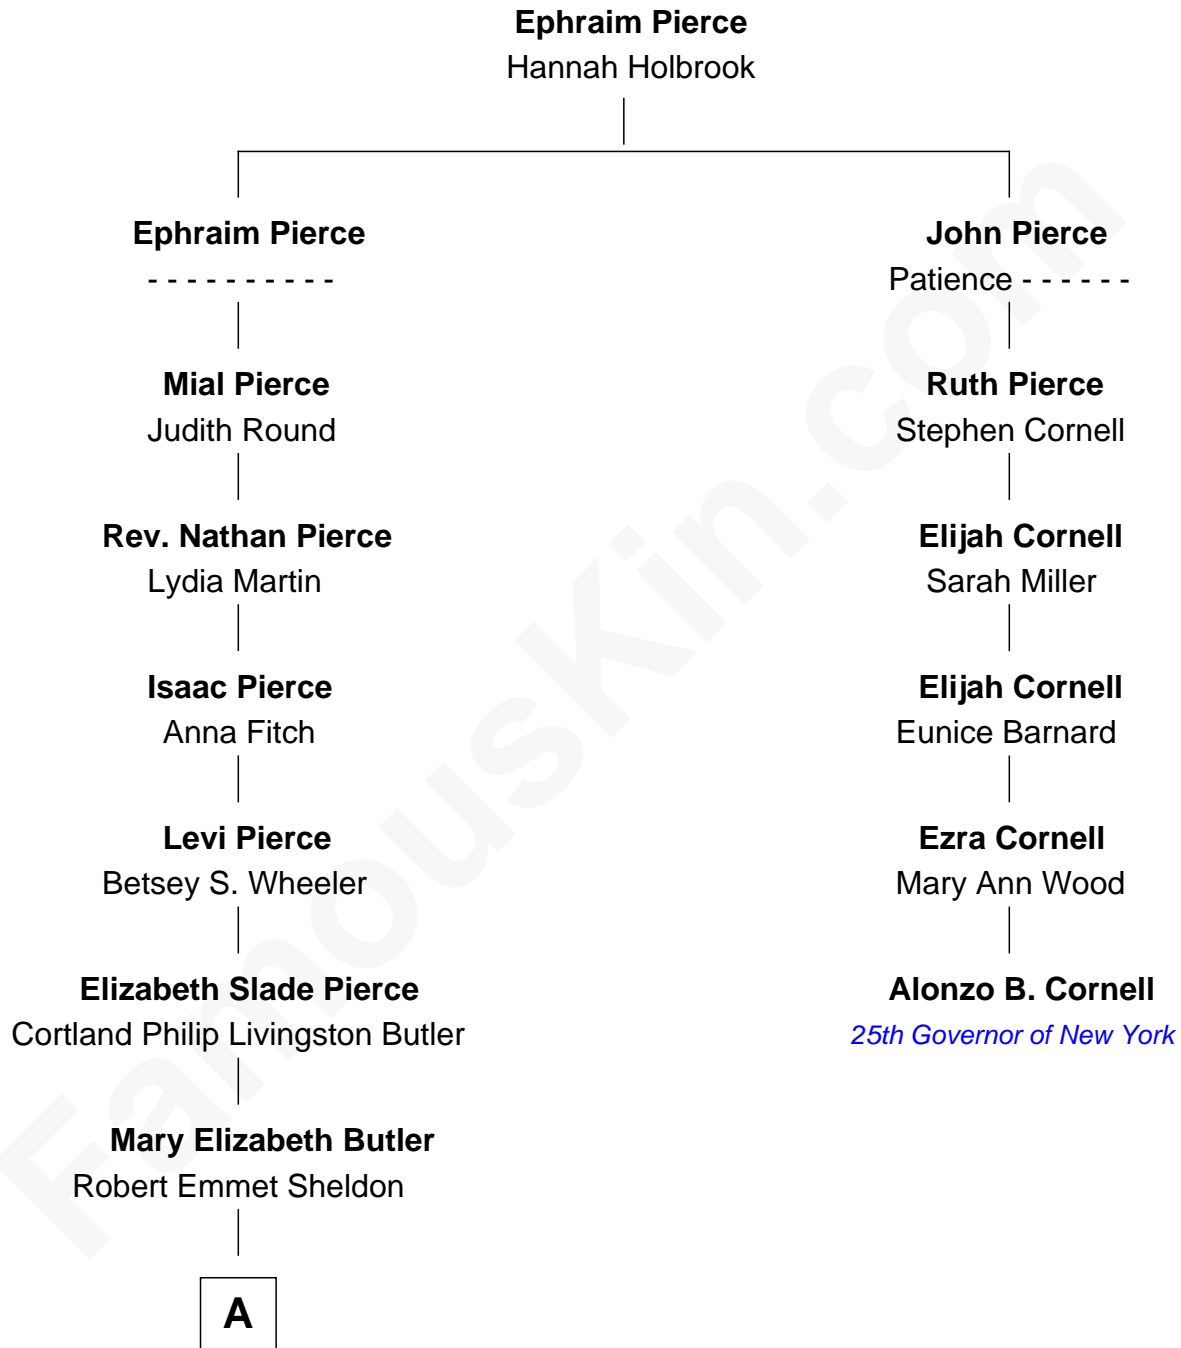 Ephraim Pierce
Hannah Holbrook
Ephraim Pierce
- - - - - - - - - -
John Pierce
Patience - - - - - -
Mial Pierce
Judith Round
Ruth Pierce
Stephen Cornell
Rev. Nathan Pierce
Lydia Martin
Elijah Cornell
Sarah Miller
Isaac Pierce
Anna Fitch
Elijah Cornell
Eunice Barnard
Levi Pierce
Betsey S. Wheeler
Ezra Cornell
Mary Ann Wood
Elizabeth Slade Pierce
Cortland Philip Livingston Butler
Alonzo B. Cornell
25th Governor of New York
Mary Elizabeth Butler
Robert Emmet Sheldon
A
FamousKin.com